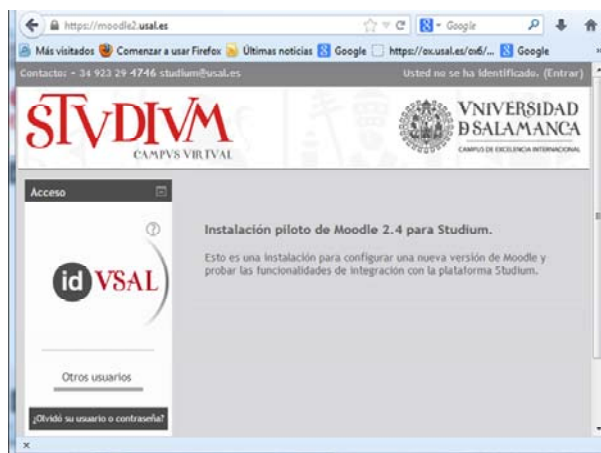 https://moodle2.usal.es
Google
Más visitados Comenzar a usar Firefox Últimas noticias Google https://ox.usal.es/ox6/... Google
Contacto: - 34 923 29 4746 studium@usal.es
Usted no se ha identificado. (Entrar)
STVDIVM
CAMPVS VIRTVAL
VNIVERSIDAD
D SALAMANCA
CAMPUS DE EXCELENCIA INTERNACIONAL
Acceso
id VSAL
Instalación piloto de Moodle 2.4 para Studium.
Esto es una instalación para configurar una nueva versión de Moodle y
probar las funcionalidades de integración con la plataforma Studium.
Otros usuarios
¿Olvidó su usuario o contraseña?